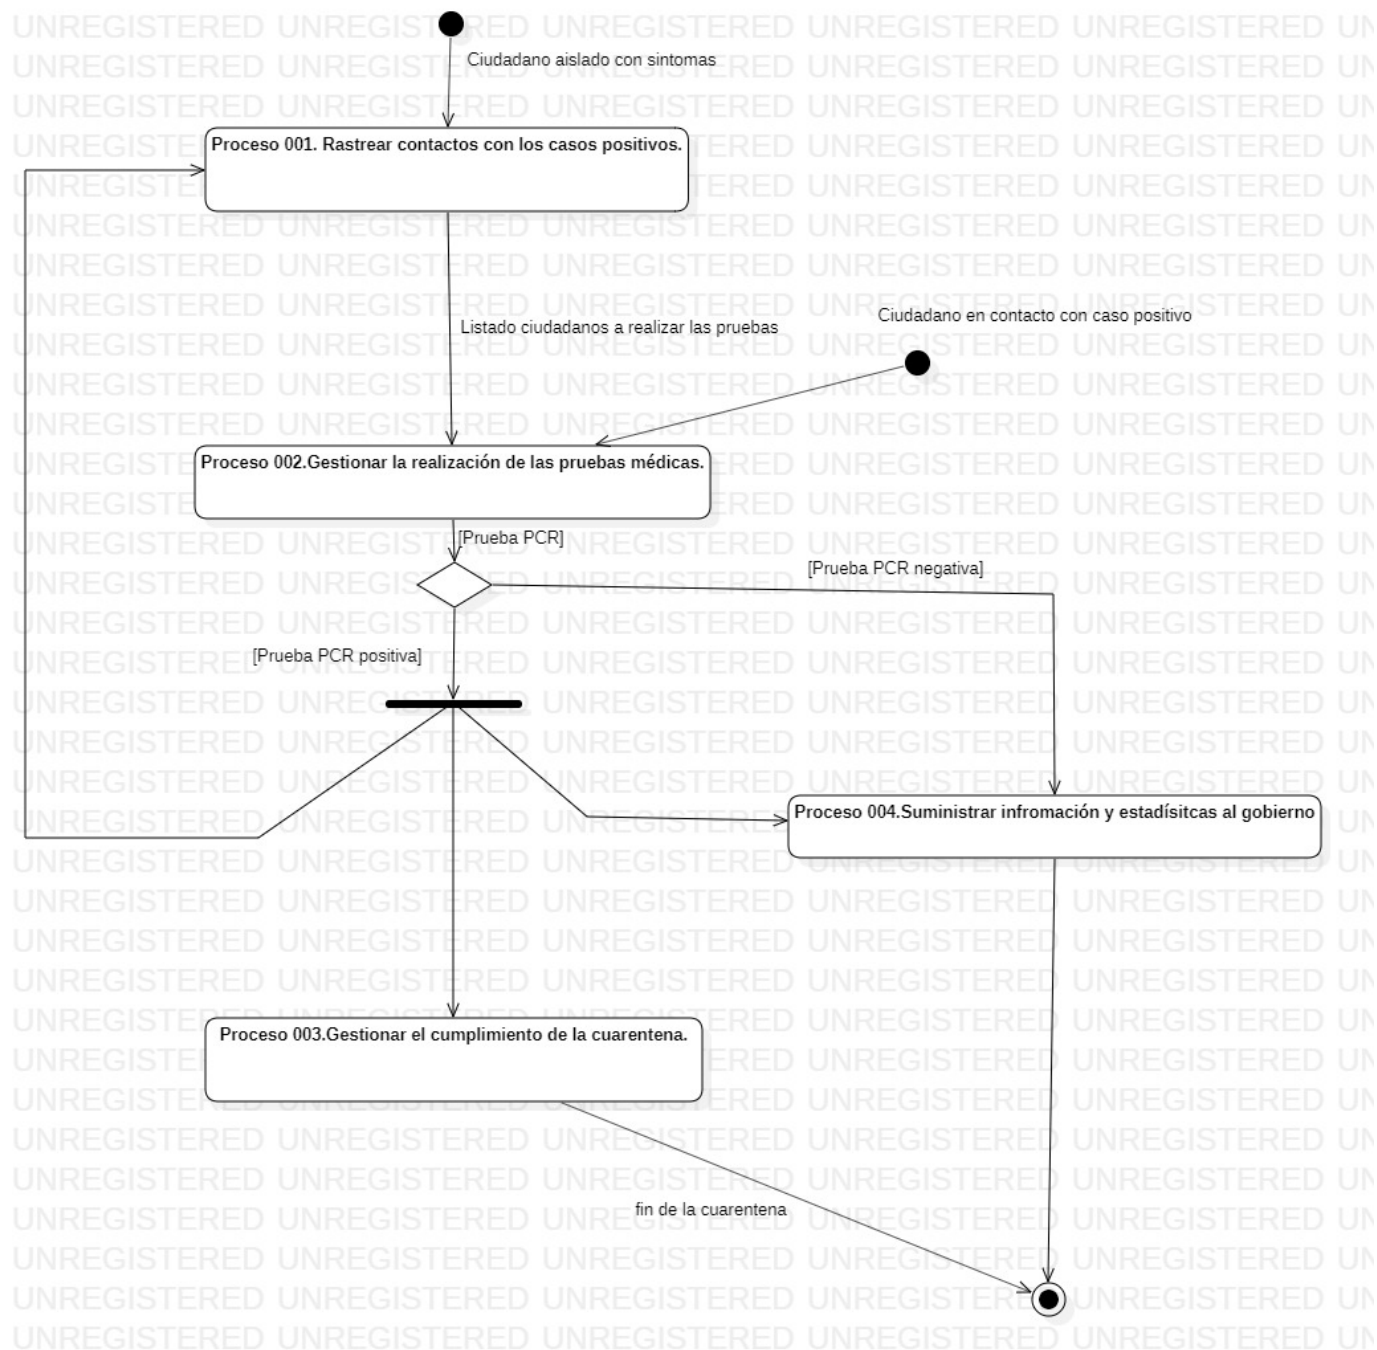 Ciudadano aislado con sintomas
Proceso 001. Rastrear contactos con los casos positivos.
Ciudadano en contacto con caso positivo
Listado ciudadanos a realizar las pruebas
Proceso 002.Gestionar la realización de las pruebas médicas.
[Prueba PCR]
[Prueba PCR negativa]
[Prueba PCR positiva]
Proceso 004.Suministrar infromación y estadísitcas al gobierno
Proceso 003.Gestionar el cumplimiento de la cuarentena.
fin de la cuarentena
UNREGISTERED